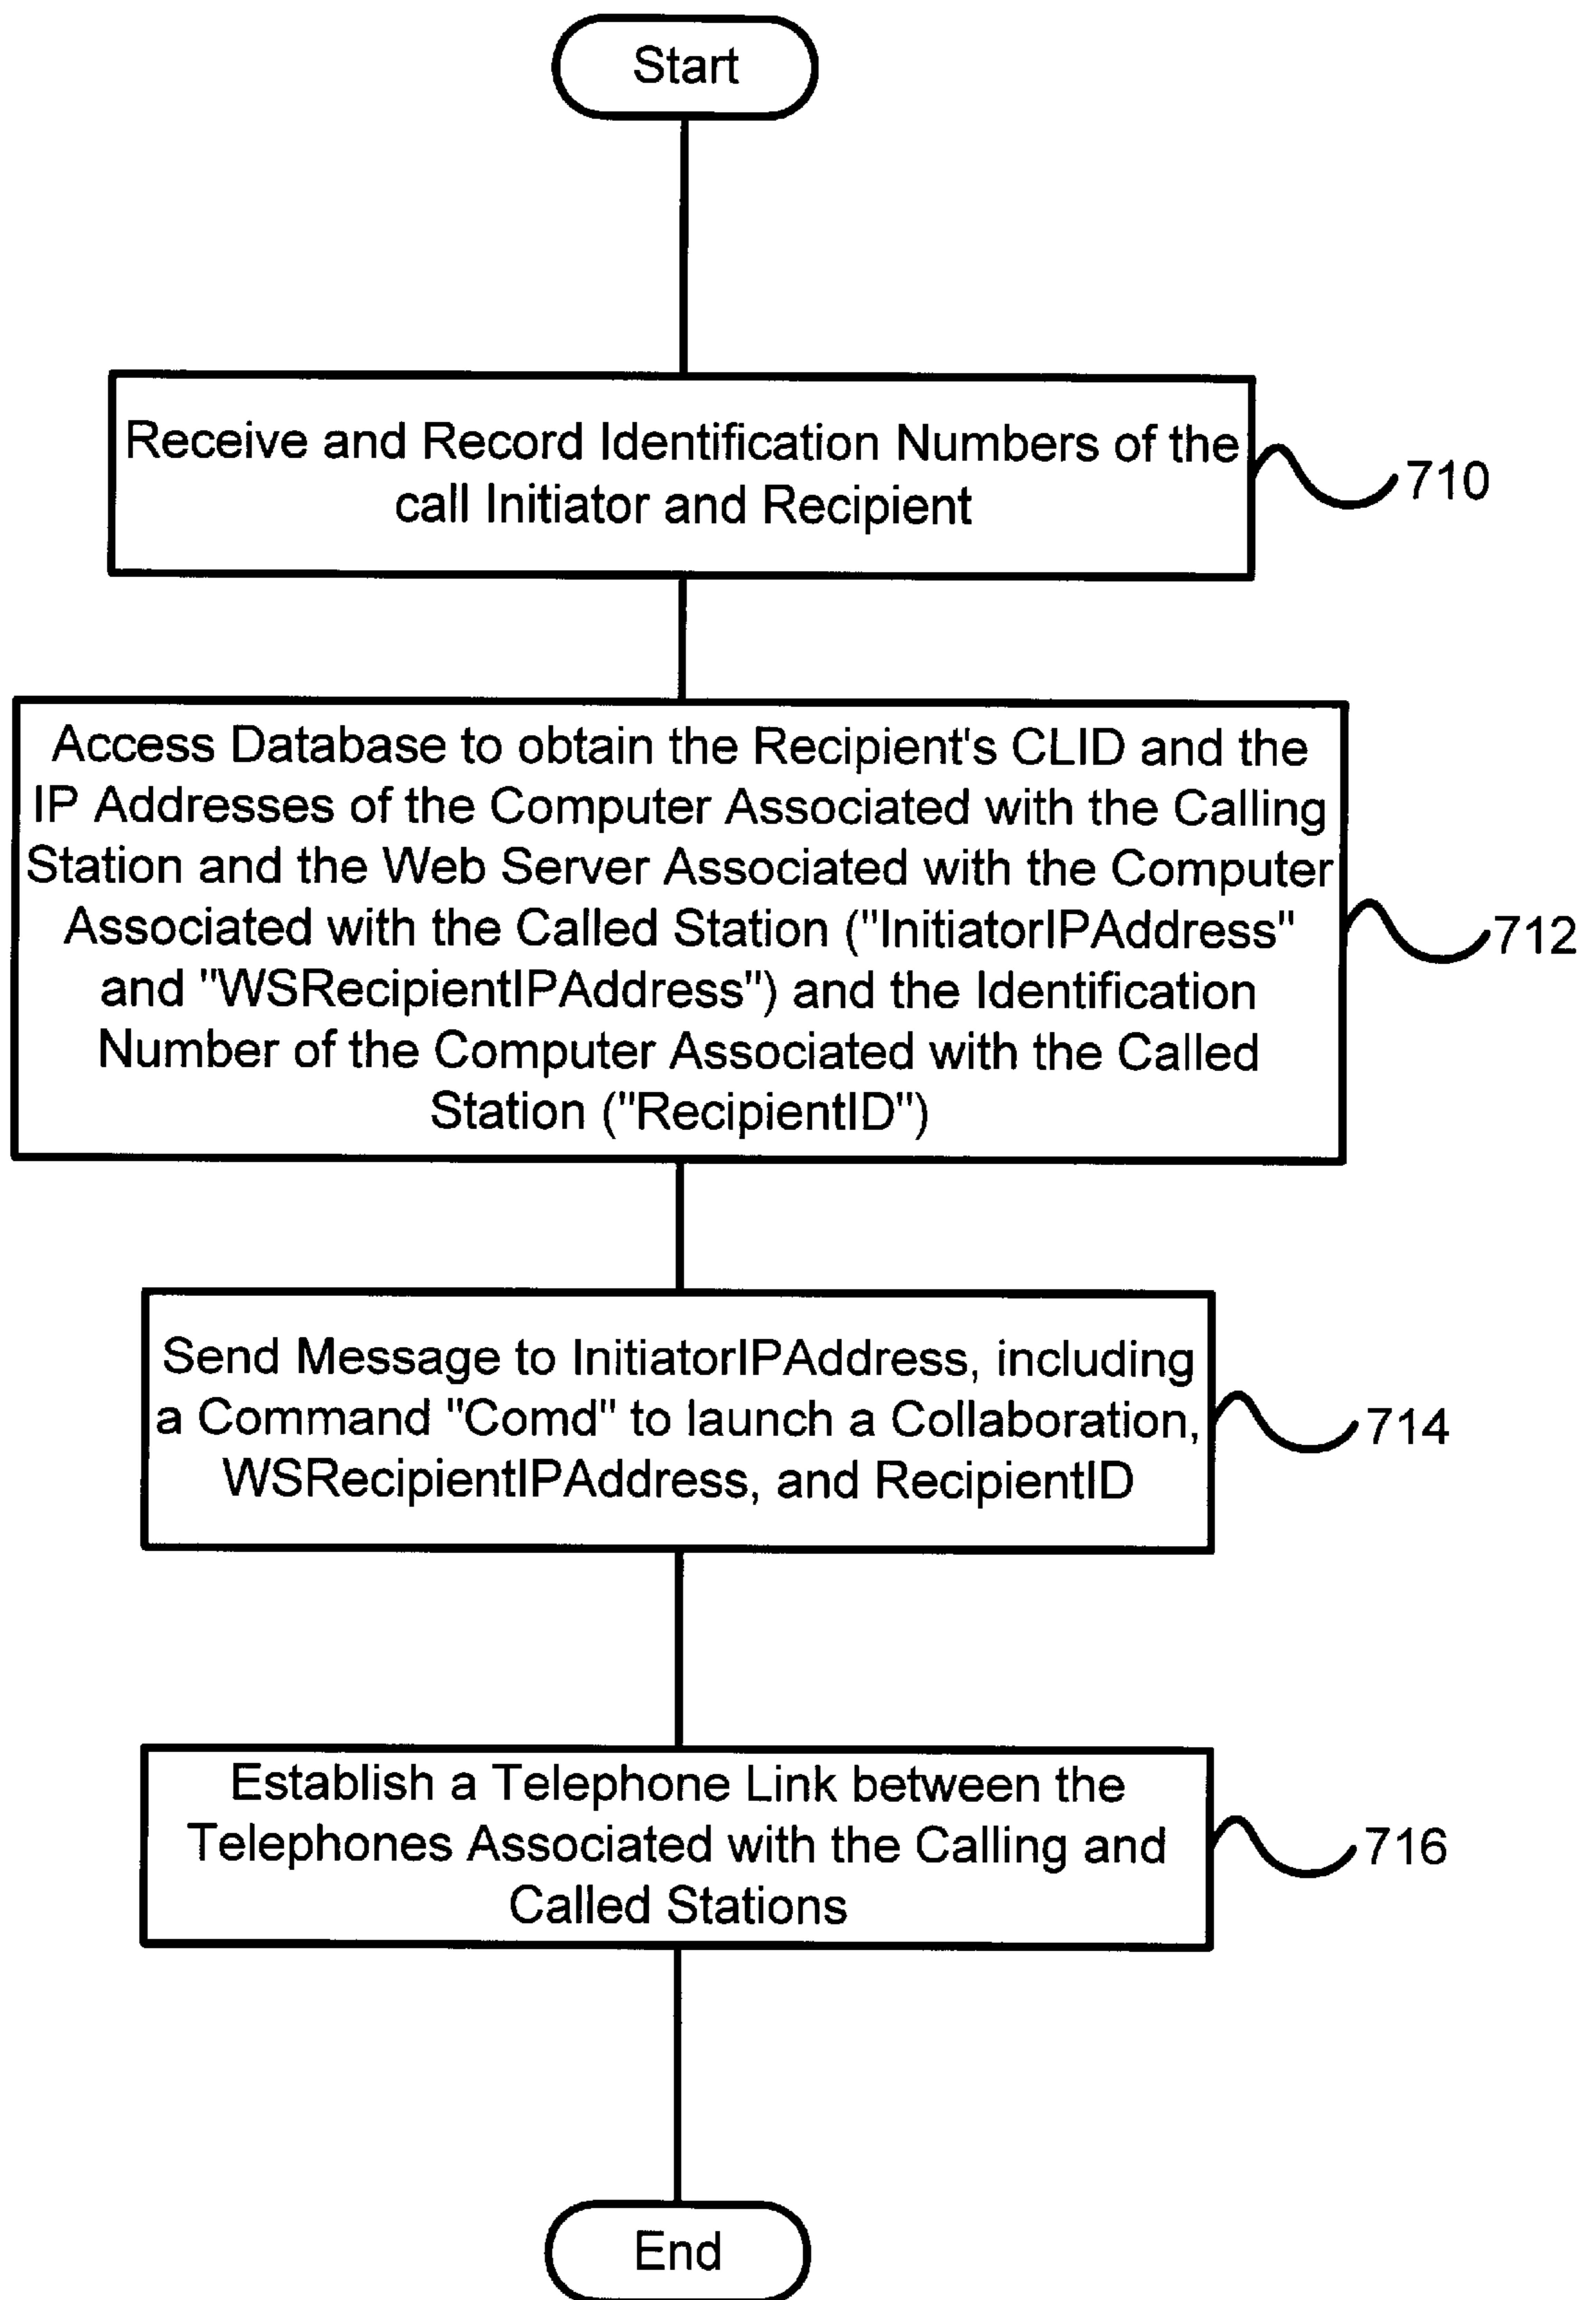 Start
Receive and Record Identification Numbers of the
call Initiator and Recipient
710
Access Database to obtain the Recipient's CLID and the
IP Addresses of the Computer Associated with the Calling
Station and the Web Server Associated with the Computer
Associated with the Called Station ("InitiatorIPAddress"
and "WSRecipientIPAddress") and the Identification
Number of the Computer Associated with the Called
Station ("RecipientID")
712
Send Message to InitiatorIPAddress, including
a Command "Comd" to launch a Collaboration,
WSRecipientIPAddress, and RecipientID
714
Establish a Telephone Link between the
Telephones Associated with the Calling and
Called Stations
716
End